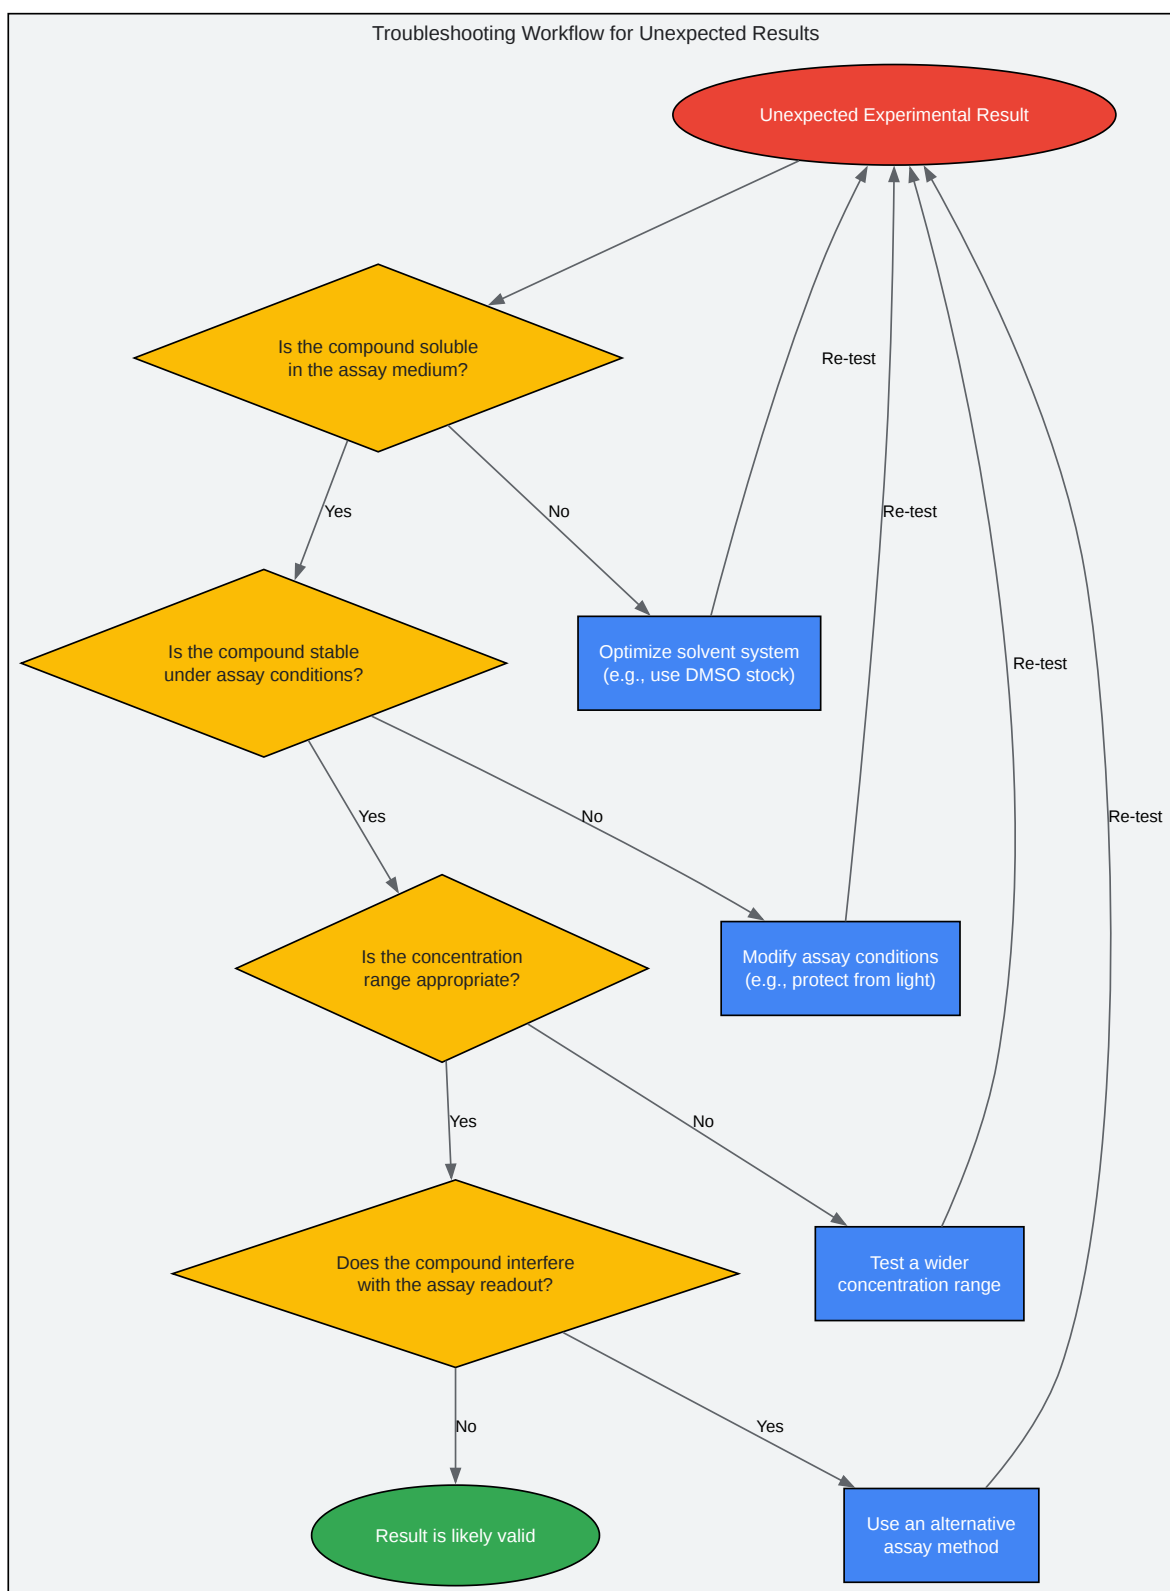 Troubleshooting Workflow for Unexpected Results
Unexpected Experimental Result
Is the compound soluble
in the assay medium?
Re-test
Yes
No
Re-test
Is the compound stable
under assay conditions?
Optimize solvent system
(e.g., use DMSO stock)
Re-test
Yes
No
Re-test
Is the concentration
range appropriate?
Modify assay conditions
(e.g., protect from light)
Yes
No
Does the compound interfere
with the assay readout?
Test a wider
concentration range
No
Yes
Result is likely valid
Use an alternative
assay method